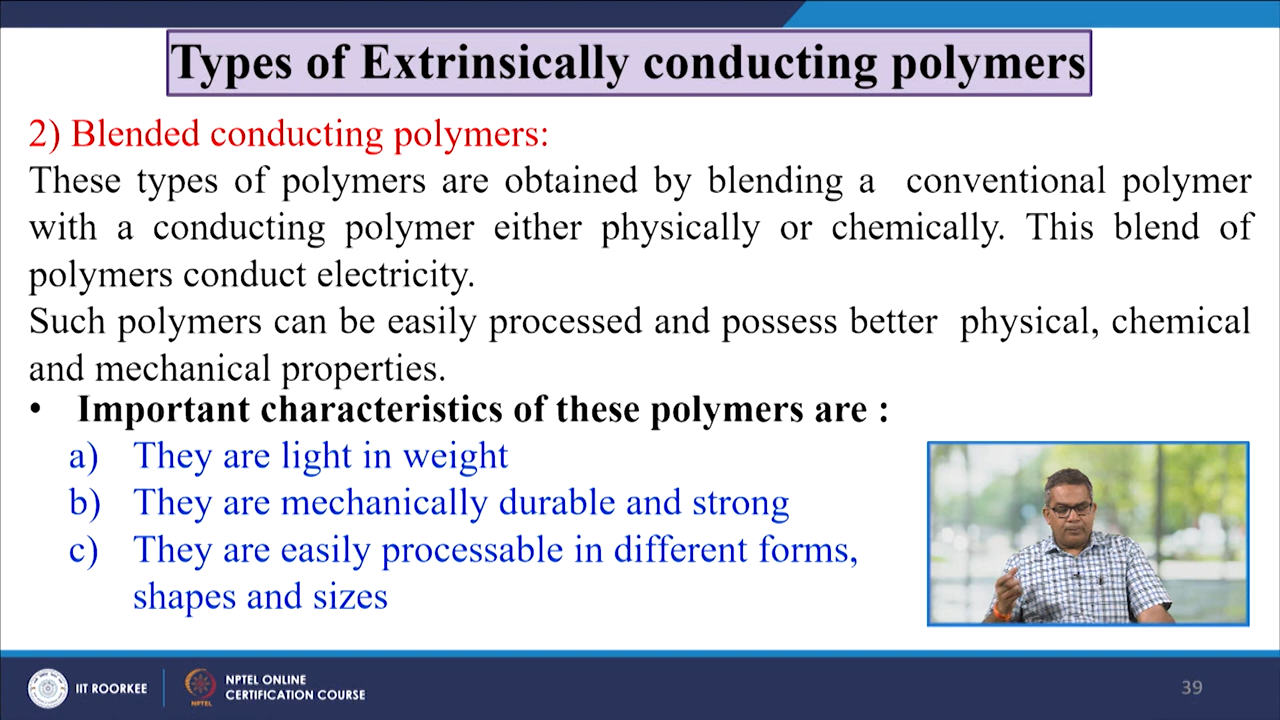 Types of Extrinsically conducting polymers
2) Blended conducting polymers:
These types of polymers are obtained by blending a conventional polymer
with a conducting polymer either physically or chemically. This blend of
polymers conduct electricity.
Such polymers can be easily processed and possess better physical, chemical
and mechanical properties.
• Important characteristics of these polymers are :
a) They are light in weight
b) They are mechanically durable and strong
c) They are easily processable in different forms,
shapes and sizes
IIT ROORKEE
NPTEL
NPTEL ONLINE
CERTIFICATION COURSE
39